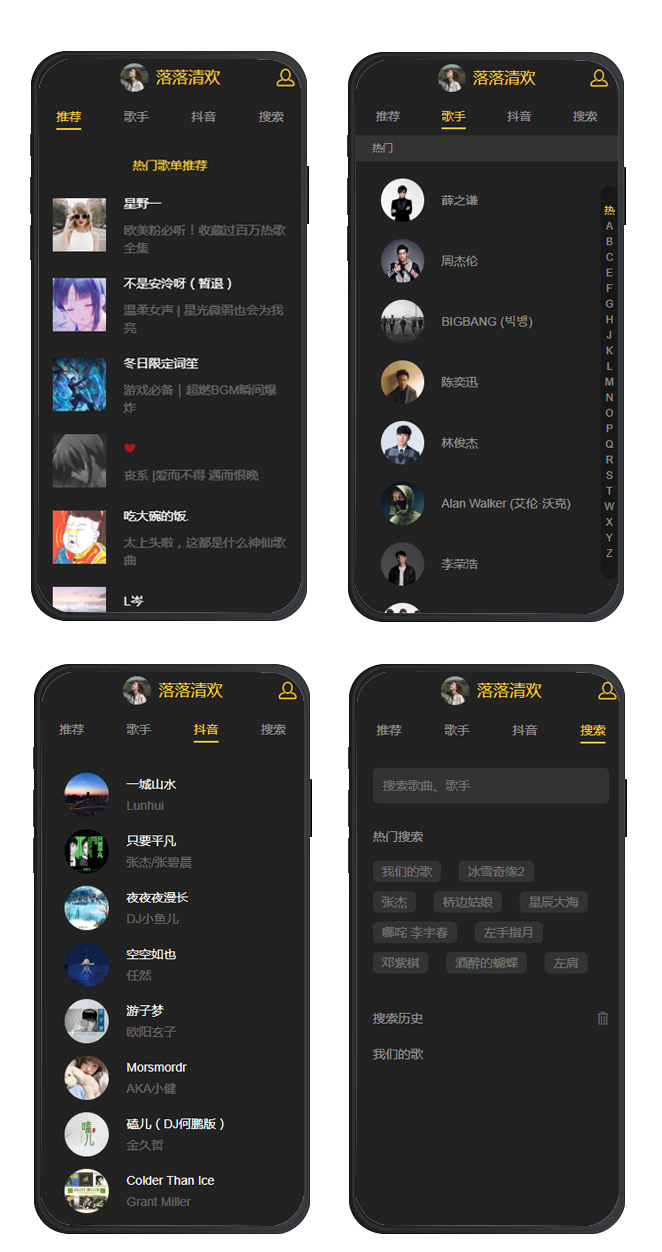 落落清欢
推荐 歌手 抖音 搜索
热门歌单推荐
星野一
欧美粉必听！收藏过百万热歌
全集
不是安泠呀（暂退）
温柔女声 | 星光微弱也会为我
亮
冬日限定词笙
游戏必备 | 超燃BGM瞬间爆
炸
丧系 |爱而不得 遇而恨晚
吃大碗的饭.
太上头啦，这都是什么神仙歌
曲
L岑
落落清欢
推荐 歌手 抖音 搜索
热门
薛之谦
周杰伦
BIGBANG (빅뱅)
陈奕迅
林俊杰
Alan Walker (艾伦·沃克)
李荣浩
热
A
B
C
E
F
G
H
J
K
L
M
N
O
P
Q
R
S
T
W
X
Y
Z
落落清欢
推荐 歌手 抖音 搜索
一城山水
Lunhui
只要平凡
张杰/张碧晨
夜夜夜漫长
DJ小鱼儿
空空如也
任然
游子梦
欧阳玄子
Morsmordr
AKA小健
磕儿（DJ何鹏版）
金久哲
Colder Than Ice
Grant Miller
落落清欢
推荐 歌手 抖音 搜索
搜索歌曲、歌手
热门搜索
我们的歌 冰雪奇缘2
张杰 桥边姑娘 星辰大海
哪咤 李宇春 左手指月
邓紫棋 酒醉的蝴蝶 左肩
搜索历史
我们的歌